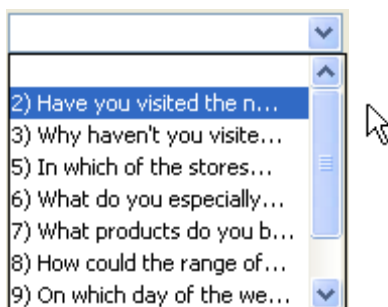 2) Have you visited the n...
3) Why haven't you visite...
5) In which of the stores...
6) What do you especially...
7) What products do you b...
8) How could the range of...
9) On which day of the we...